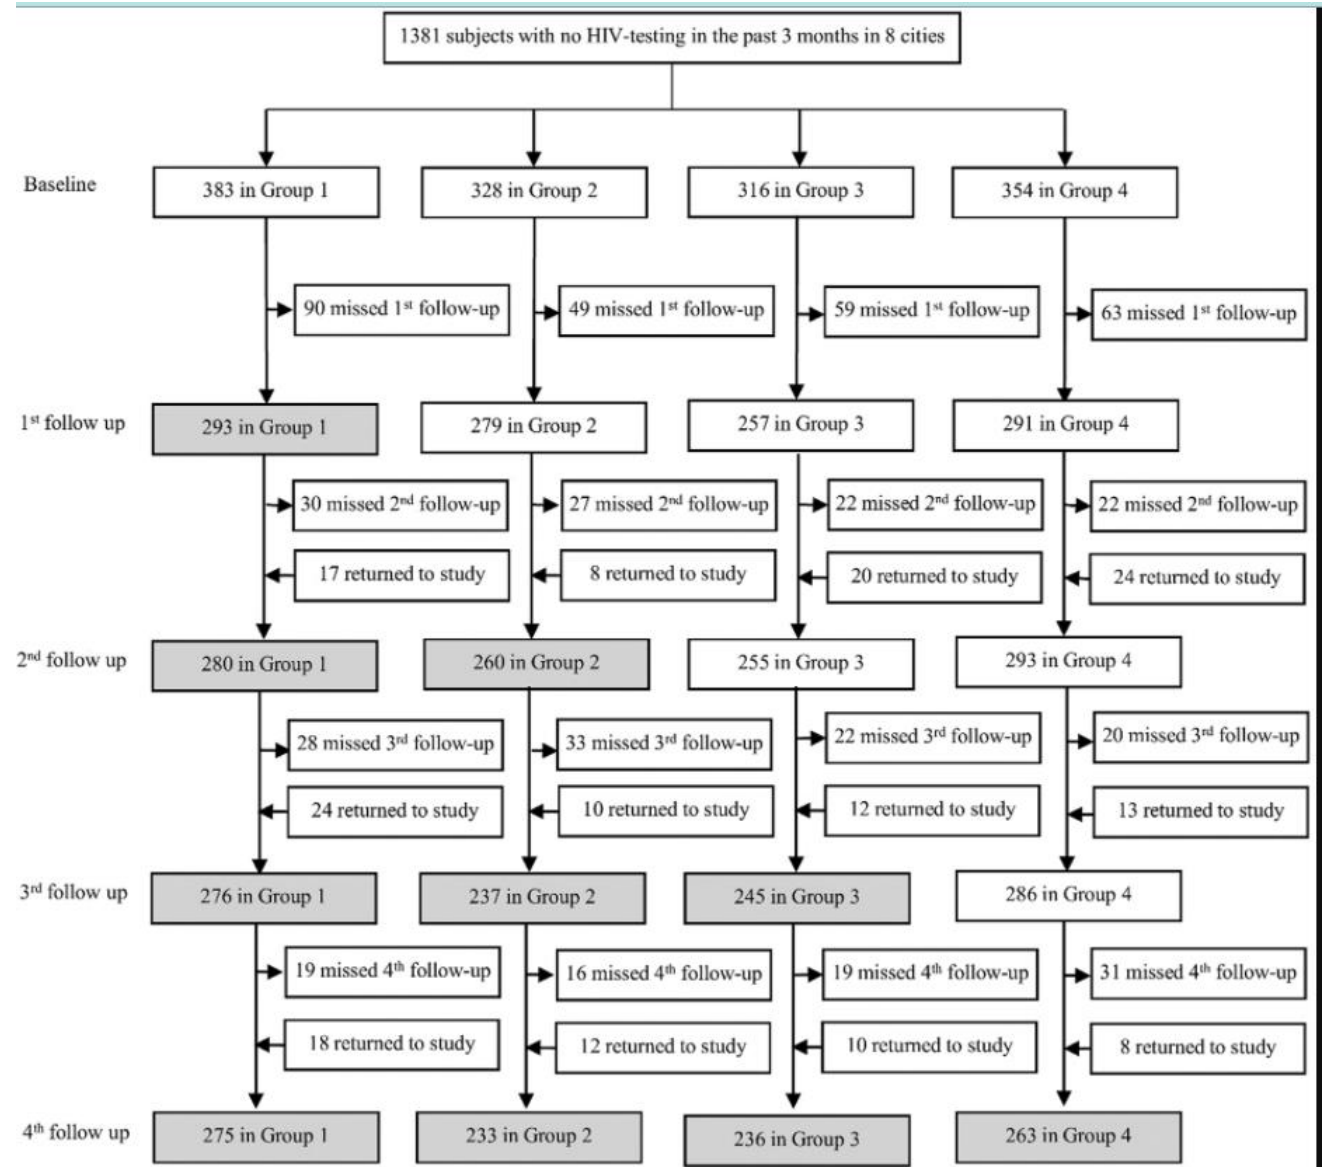 1381 subjects with no HIV-testing in the past 3 months in 8 cities
Baseline
383 in Group 1
328 in Group 2
316 in Group 3
354 in Group 4
90 missed 1st follow-up
49 missed 1st follow-up
59 missed 1st follow-up
63 missed 1st follow-up
1st follow up
293 in Group 1
279 in Group 2
257 in Group 3
291 in Group 4
30 missed 2nd follow-up
27 missed 2nd follow-up
22 missed 2nd follow-up
22 missed 2nd follow-up
17 returned to study
8 returned to study
20 returned to study
24 returned to study
2nd follow up
280 in Group 1
260 in Group 2
255 in Group 3
293 in Group 4
28 missed 3rd follow-up
33 missed 3rd follow-up
22 missed 3rd follow-up
20 missed 3rd follow-up
24 returned to study
10 returned to study
12 returned to study
13 returned to study
3rd follow up
276 in Group 1
237 in Group 2
245 in Group 3
286 in Group 4
19 missed 4th follow-up
16 missed 4th follow-up
19 missed 4th follow-up
31 missed 4th follow-up
18 returned to study
12 returned to study
10 returned to study
8 returned to study
4th follow up
275 in Group 1
233 in Group 2
236 in Group 3
263 in Group 4